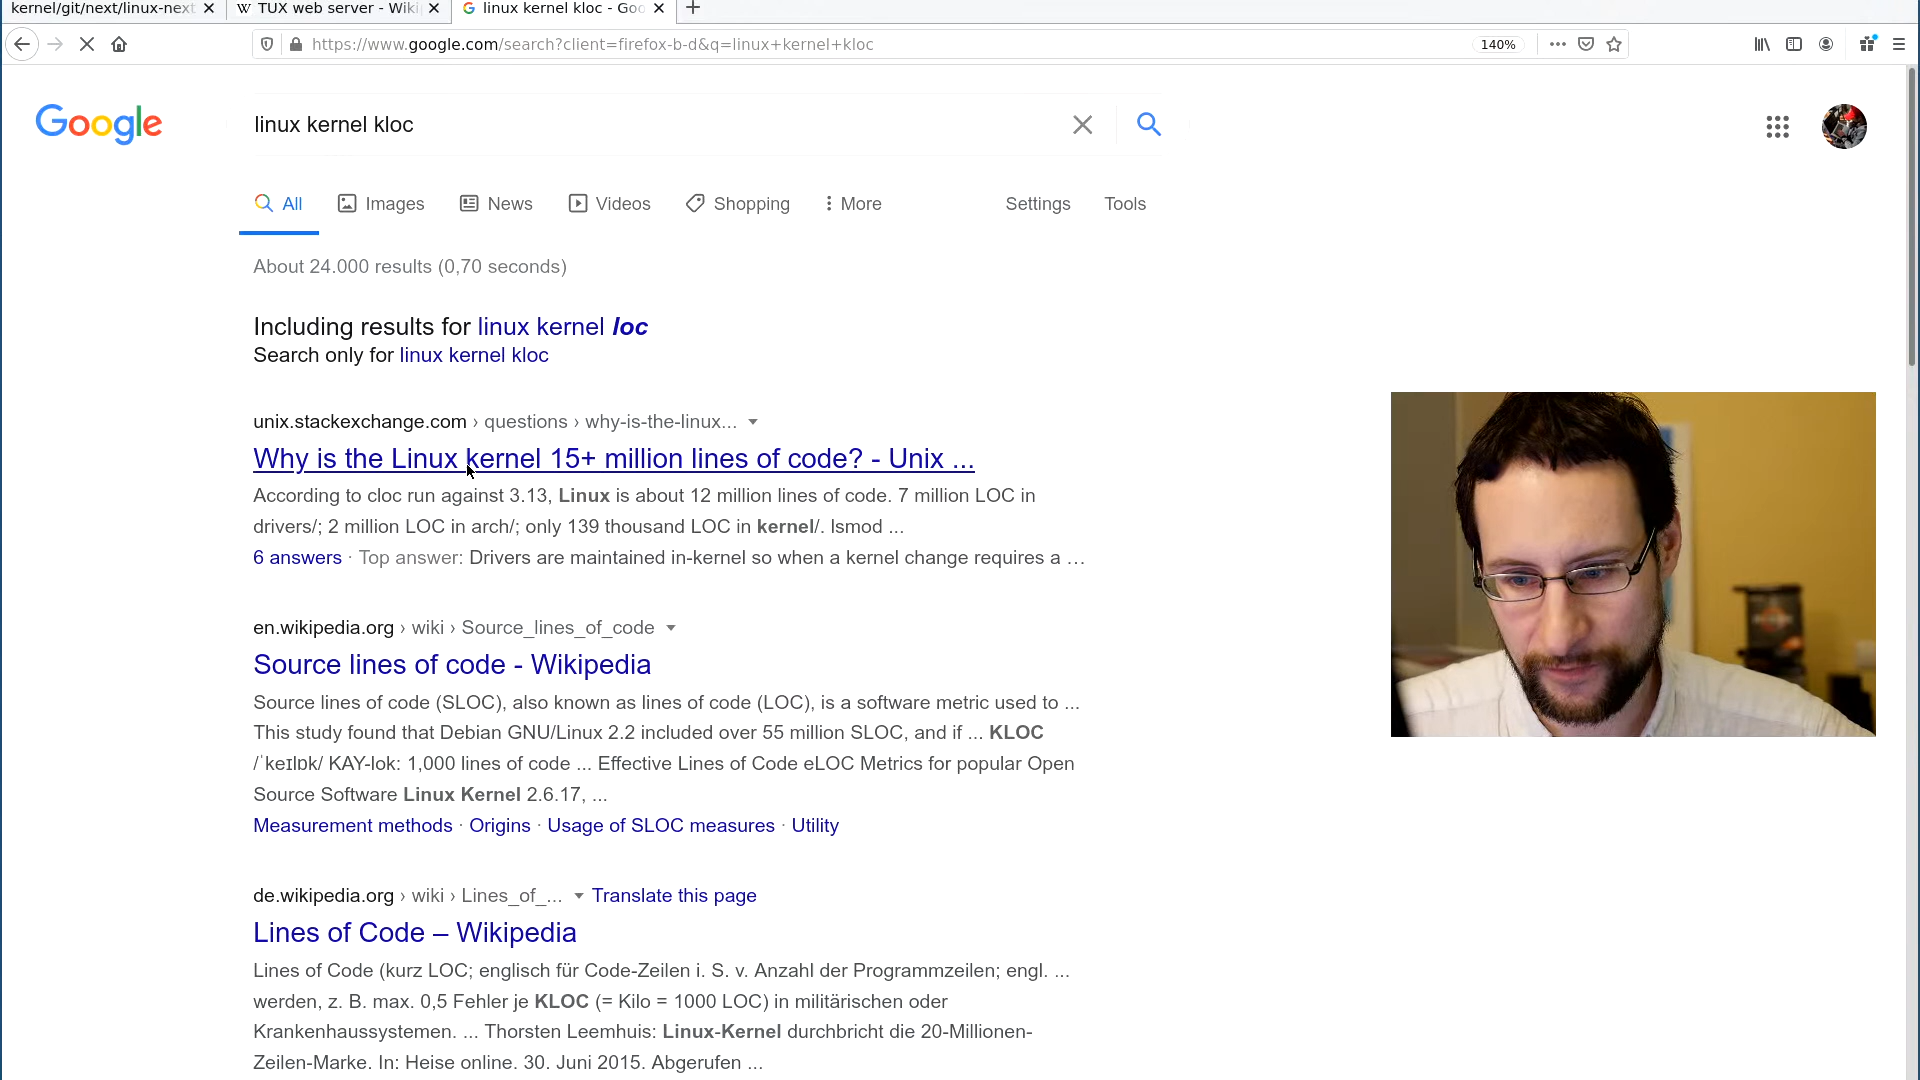 kernel/git/next/linux-next
TUX web server - Wiki
linux kernel kloc - Goo
https://www.google.com/search?client=firefox-b-d&q=linux+kernel+kloc
140%
Google
linux kernel kloc
All
Images
News
Videos
Shopping
More
Settings
Tools
About 24.000 results (0,70 seconds)
Including results for linux kernel loc
Search only for linux kernel kloc
unix.stackexchange.com › questions › why-is-the-linux...
Why is the Linux kernel 15+ million lines of code? - Unix ...
According to cloc run against 3.13, Linux is about 12 million lines of code. 7 million LOC in
drivers/; 2 million LOC in arch/; only 139 thousand LOC in kernel/. lsmod ...
6 answers · Top answer: Drivers are maintained in-kernel so when a kernel change requires a ...
en.wikipedia.org › wiki › Source_lines_of_code
Source lines of code - Wikipedia
Source lines of code (SLOC), also known as lines of code (LOC), is a software metric used to ...
This study found that Debian GNU/Linux 2.2 included over 55 million SLOC, and if ... KLOC
/ˈkeɪlɒk/ KAY-lok: 1,000 lines of code ... Effective Lines of Code eLOC Metrics for popular Open
Source Software Linux Kernel 2.6.17, ...
Measurement methods · Origins · Usage of SLOC measures · Utility
de.wikipedia.org › wiki › Lines_of_...
Translate this page
Lines of Code – Wikipedia
Lines of Code (kurz LOC; englisch für Code-Zeilen i. S. v. Anzahl der Programmzeilen; engl. ...
werden, z. B. max. 0,5 Fehler je KLOC (= Kilo = 1000 LOC) in militärischen oder
Krankenhaussystemen. ... Thorsten Leemhuis: Linux-Kernel durchbricht die 20-Millionen-
Zeilen-Marke. In: Heise online. 30. Juni 2015. Abgerufen ...